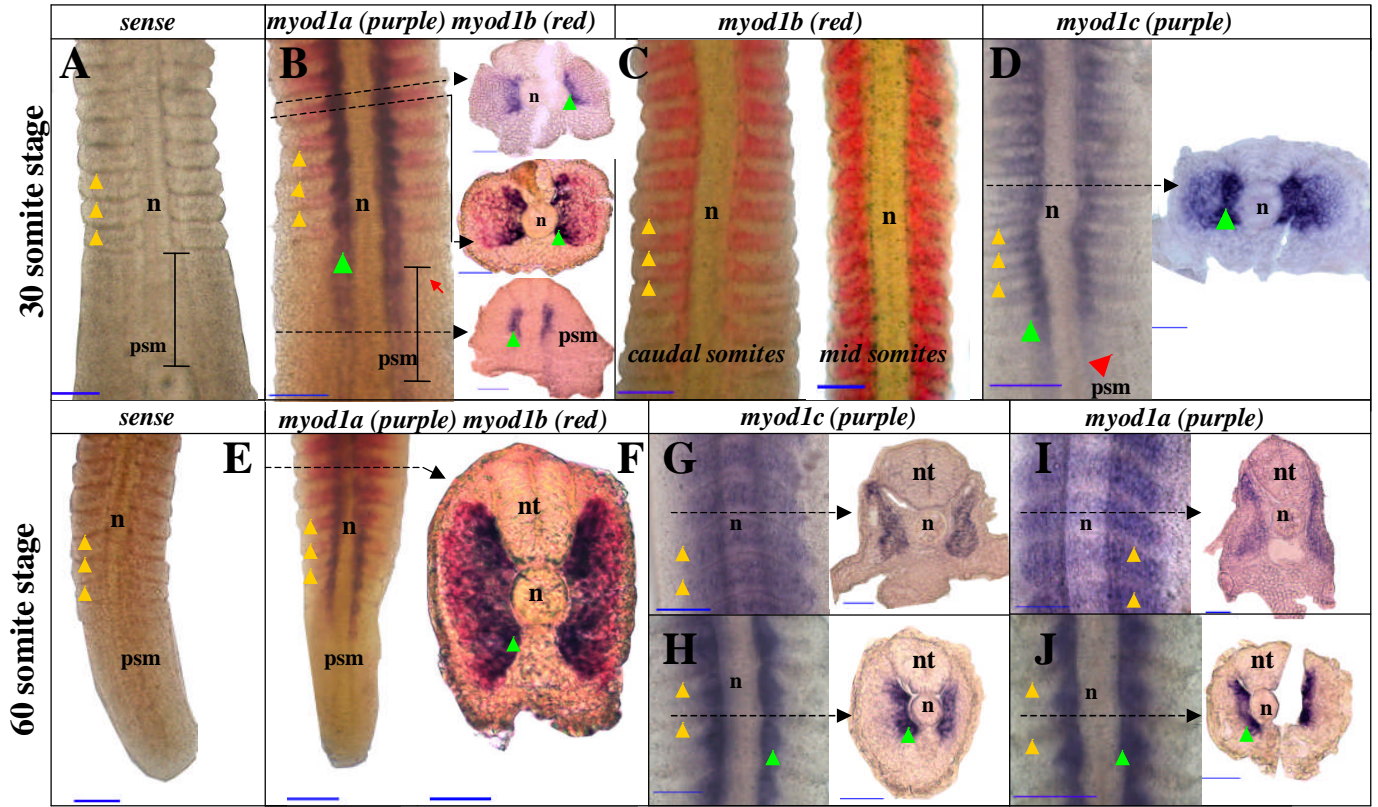 sense
myod1a (purple) myod1b (red)
myod1b (red)
myod1c (purple)
30 somite stage
A
n
psm
B
n
psm
n
n
psm
C
n
caudal somites
n
mid somites
D
n
psm
n
sense
myod1a (purple) myod1b (red)
myod1c (purple)
myod1a (purple)
60 somite stage
E
n
psm
n
psm
F
nt
n
G
n
nt
n
I
n
nt
n
H
n
nt
n
J
n
nt
n